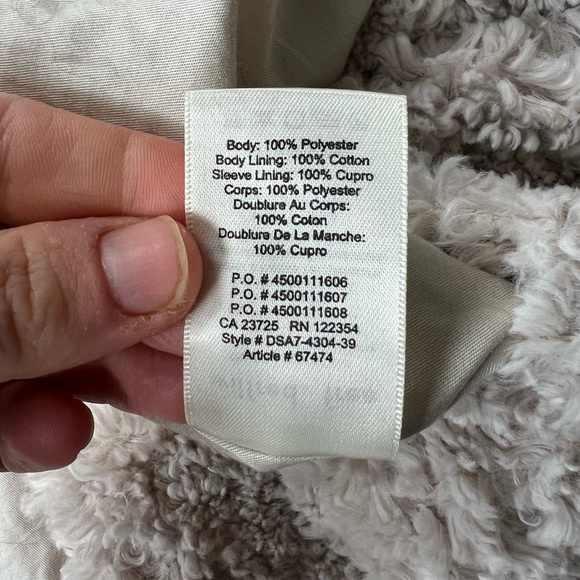 Body: 100% Polyester
Body Lining: 100% Cotton
Sleeve Lining: 100% Cupro
Corps: 100% Polyester
Doublure Au Corps:
100% Coton
Doublure De La Manche:
100% Cupro
P.O. # 4500111606
P.O. # 4500111607
P.O. # 4500111608
CA 23725 RN 122354
Style # DSA7-4304-39
Article # 67474
wilfred free